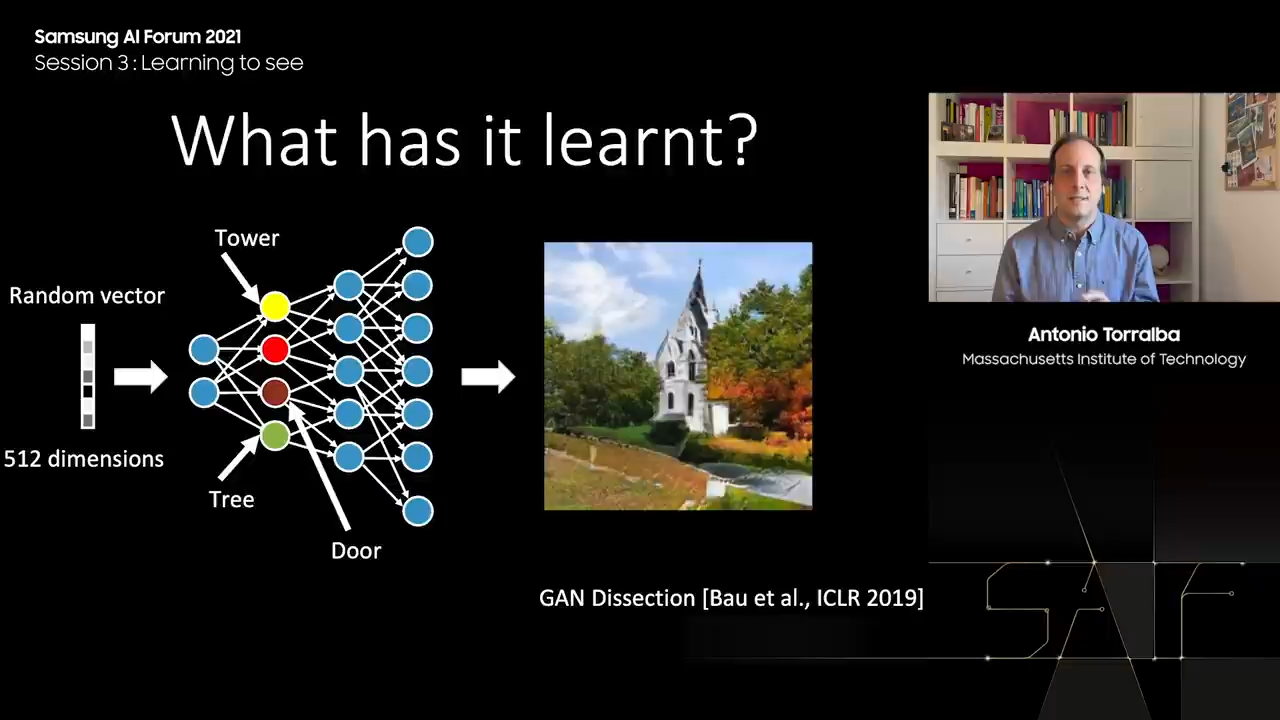 Samsung AI Forum 2021
Session 3 : Learning to see
What has it learnt?
Tower
Random vector
512 dimensions
Tree
Door
GAN Dissection [Bau et al., ICLR 2019]
Antonio Torralba
Massachusetts Institute of Technology
SAIF